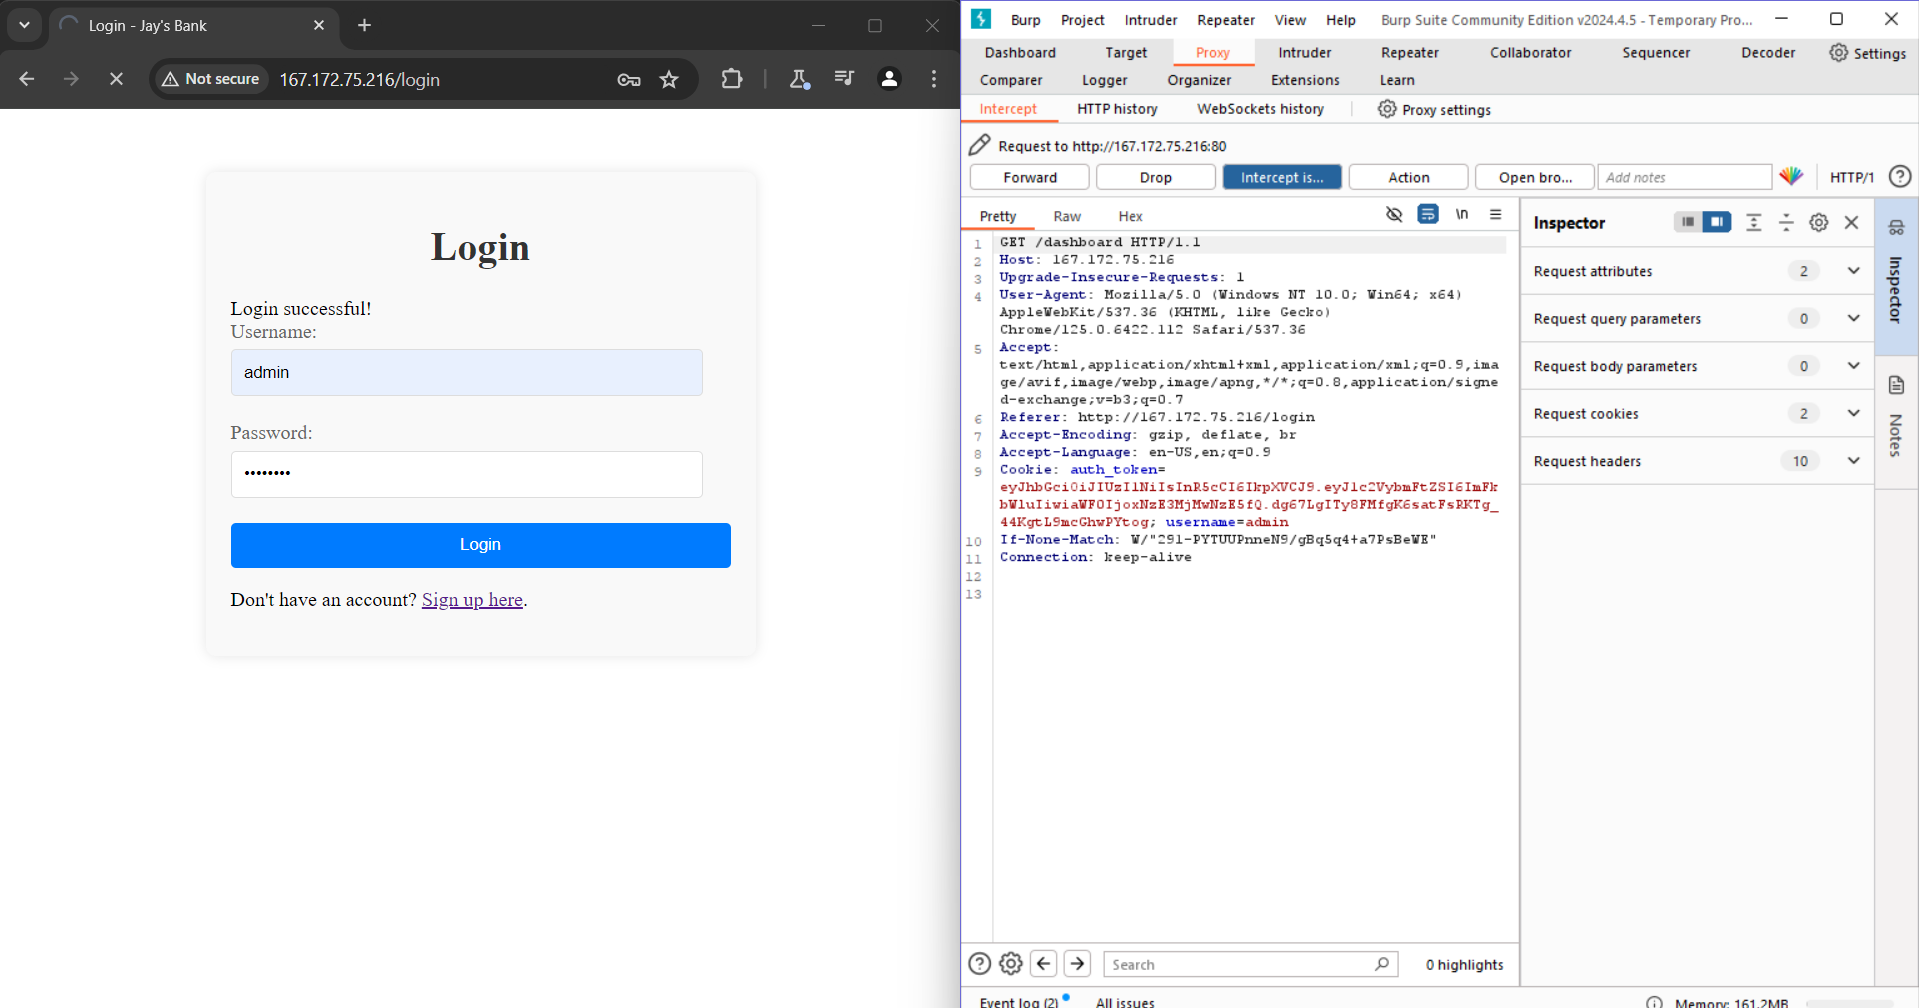 Login - Jay's Bank
Not secure
167.172.75.216/login
Login
Login successful!
Username:
admin
Password:
••••••••
Login
Don't have an account? Sign up here.
Burp Project Intruder Repeater View Help Burp Suite Community Edition v2024.4.5 - Temporary Pro...
Dashboard Target Proxy Intruder Repeater Collaborator Sequencer Decoder Settings
Comparer Logger Organizer Extensions Learn
Intercept HTTP history WebSockets history Proxy settings
Request to http://167.172.75.216:80
Forward Drop Intercept is... Action Open bro... Add notes HTTP/1
Pretty Raw Hex \n
1 GET /dashboard HTTP/1.1
2 Host: 167.172.75.216
3 Upgrade-Insecure-Requests: 1
4 User-Agent: Mozilla/5.0 (Windows NT 10.0; Win64; x64)
AppleWebKit/537.36 (KHTML, like Gecko)
Chrome/125.0.6422.112 Safari/537.36
5 Accept:
text/html,application/xhtml+xml,application/xml;q=0.9,ima
ge/avif,image/webp,image/apng,*/*;q=0.8,application/signe
d-exchange;v=b3;q=0.7
6 Referer: http://167.172.75.216/login
7 Accept-Encoding: gzip, deflate, br
8 Accept-Language: en-US,en;q=0.9
9 Cookie: auth_token=
eyJhbGciOiJIUzI1NiIsInR5cCI6IkpXVCJ9.eyJ1c2VybmFtZSI6ImFk
bWluIiwiaWF0IjoxNzE3MjMwNzE5fQ.dg67LgITy8FMfgK6satFsRKTg_
44KgtL9mcGhwPYtog; username=admin
10 If-None-Match: W/"291-PYTUUPnneN9/gBq5q4+a7PsBeWE"
11 Connection: keep-alive
12
13
Inspector
Request attributes 2
Request query parameters 0
Request body parameters 0
Request cookies 2
Request headers 10
Inspector
Notes
Search
0 highlights
Event log (2) All issues
Memory: 161.2MB